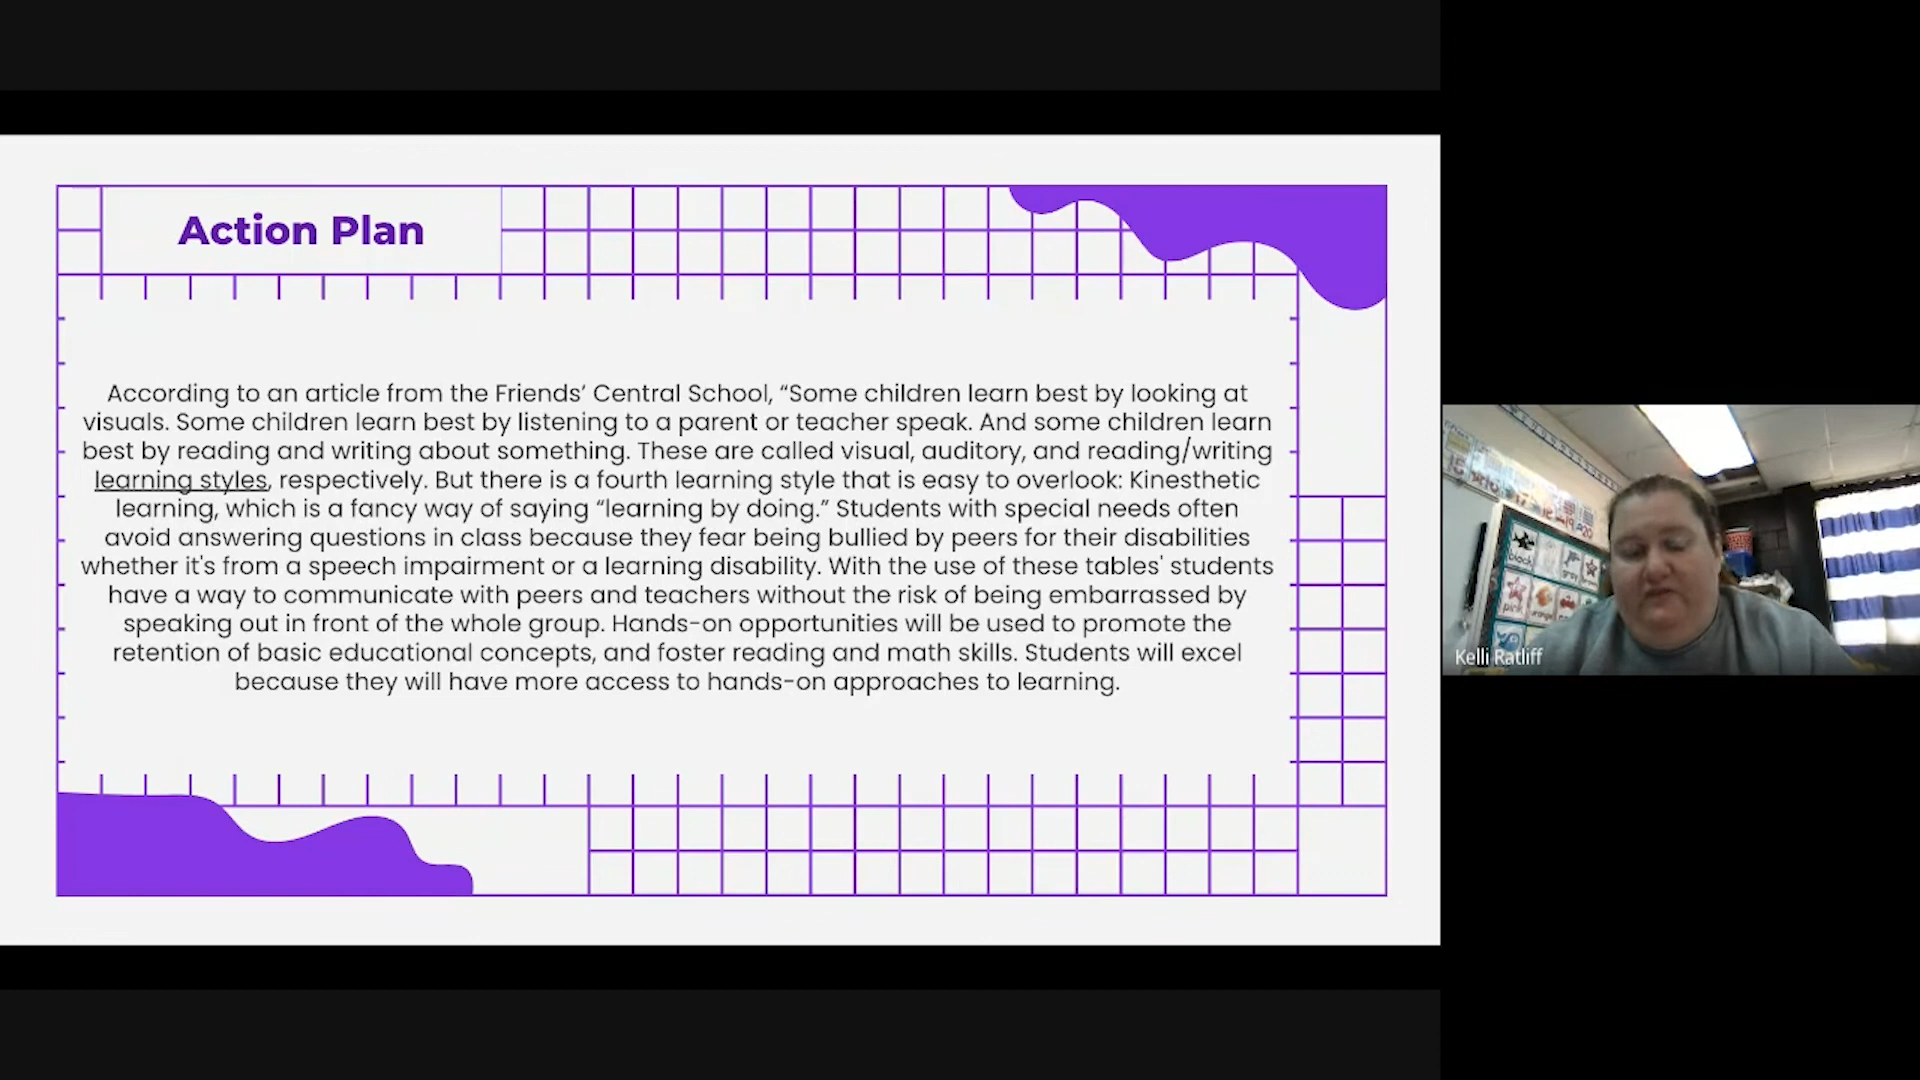 Action Plan
According to an article from the Friends’ Central School, “Some children learn best by looking at
visuals. Some children learn best by listening to a parent or teacher speak. And some children learn
best by reading and writing about something. These are called visual, auditory, and reading/writing
learning styles, respectively. But there is a fourth learning style that is easy to overlook: Kinesthetic
learning, which is a fancy way of saying “learning by doing.” Students with special needs often
avoid answering questions in class because they fear being bullied by peers for their disabilities
whether it's from a speech impairment or a learning disability. With the use of these tables' students
have a way to communicate with peers and teachers without the risk of being embarrassed by
speaking out in front of the whole group. Hands-on opportunities will be used to promote the
retention of basic educational concepts, and foster reading and math skills. Students will excel
because they will have more access to hands-on approaches to learning.
black
gray
pink
orange
Kelli Ratliff